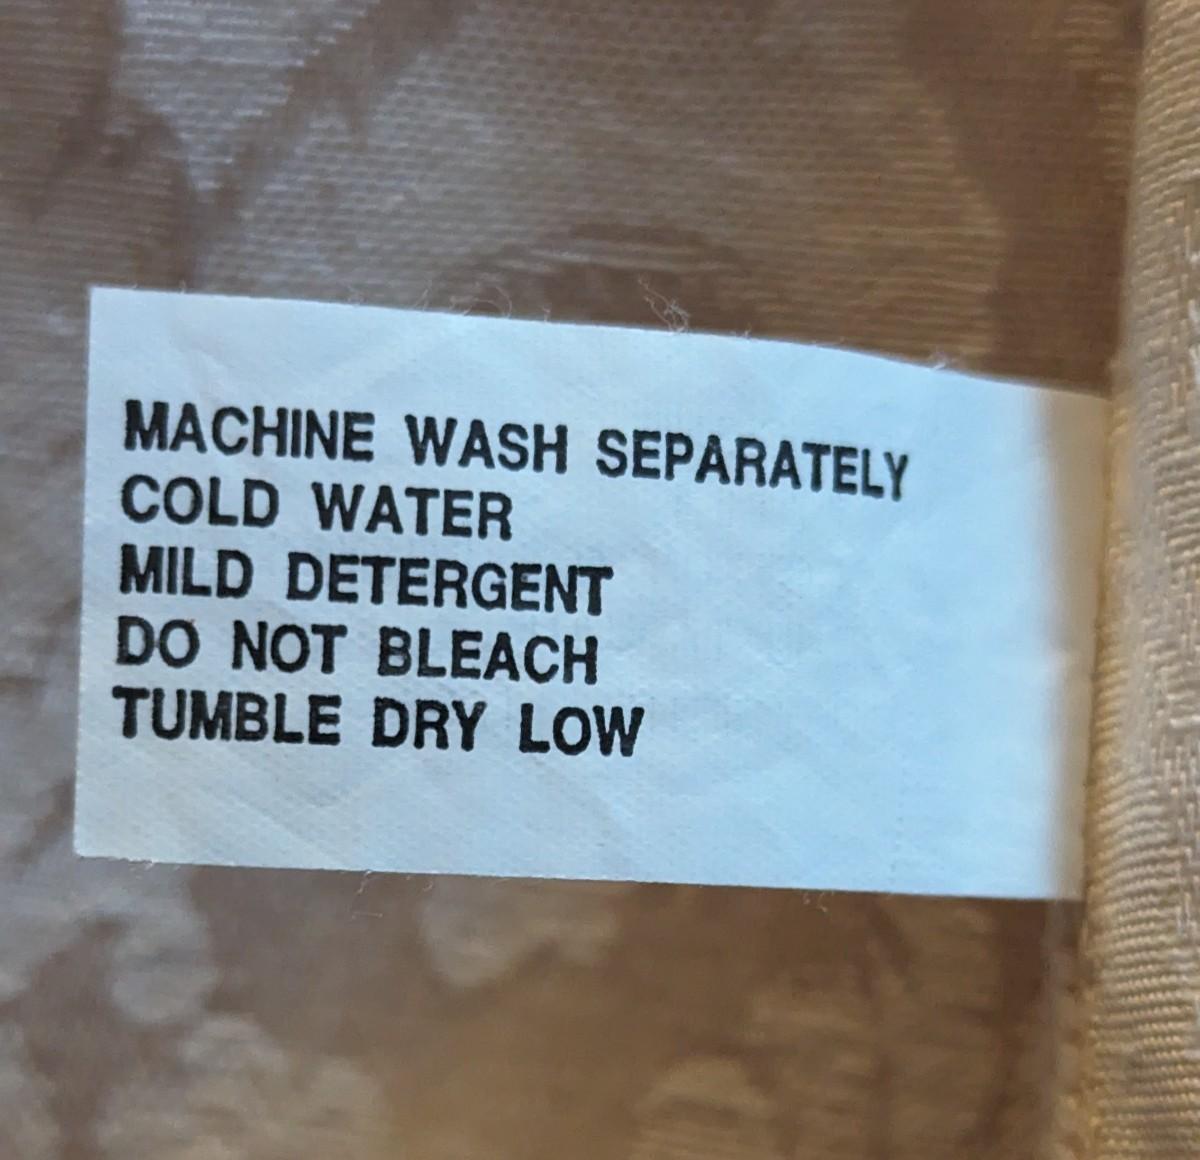 MACHINE WASH SEPARATELY
COLD WATER
MILD DETERGENT
DO NOT BLEACH
TUMBLE DRY LOW